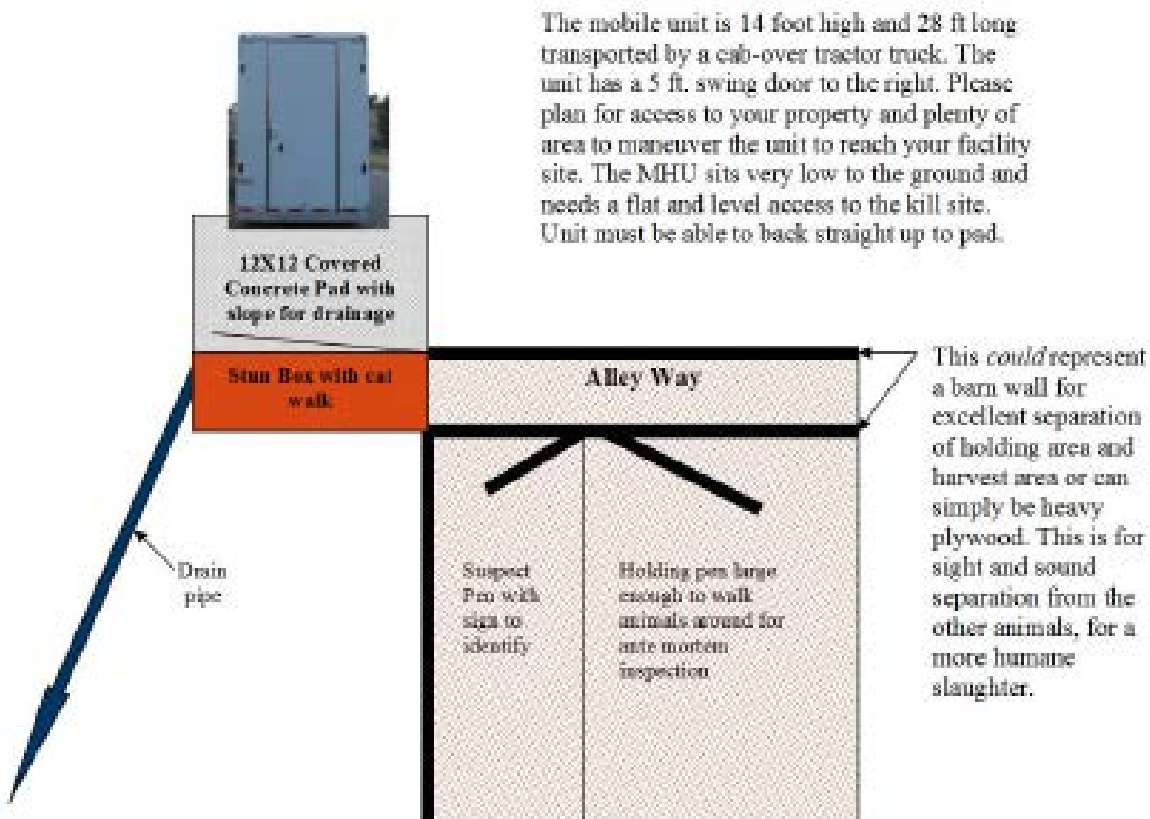 The mobile unit is 14 foot high and 28 ft long
transported by a cab-over tractor truck. The
unit has a 5 ft. swing door to the right. Please
plan for access to your property and plenty of
area to maneuver the unit to reach your facility
site. The MHU sits very low to the ground and
needs a flat and level access to the kill site.
Unit must be able to back straight up to pad.
12X12 Covered
Concrete Pad with
slope for drainage
Stun Box with cat
walk
Alley Way
This could represent
a barn wall for
excellent separation
of holding area and
harvest area or can
simply be heavy
plywood. This is for
sight and sound
separation from the
other animals, for a
more humane
slaughter.
Drain
pipe
Suspect
Pen with
sign to
identify
Holding pen large
enough to walk
animals around for
ante mortem
inspection